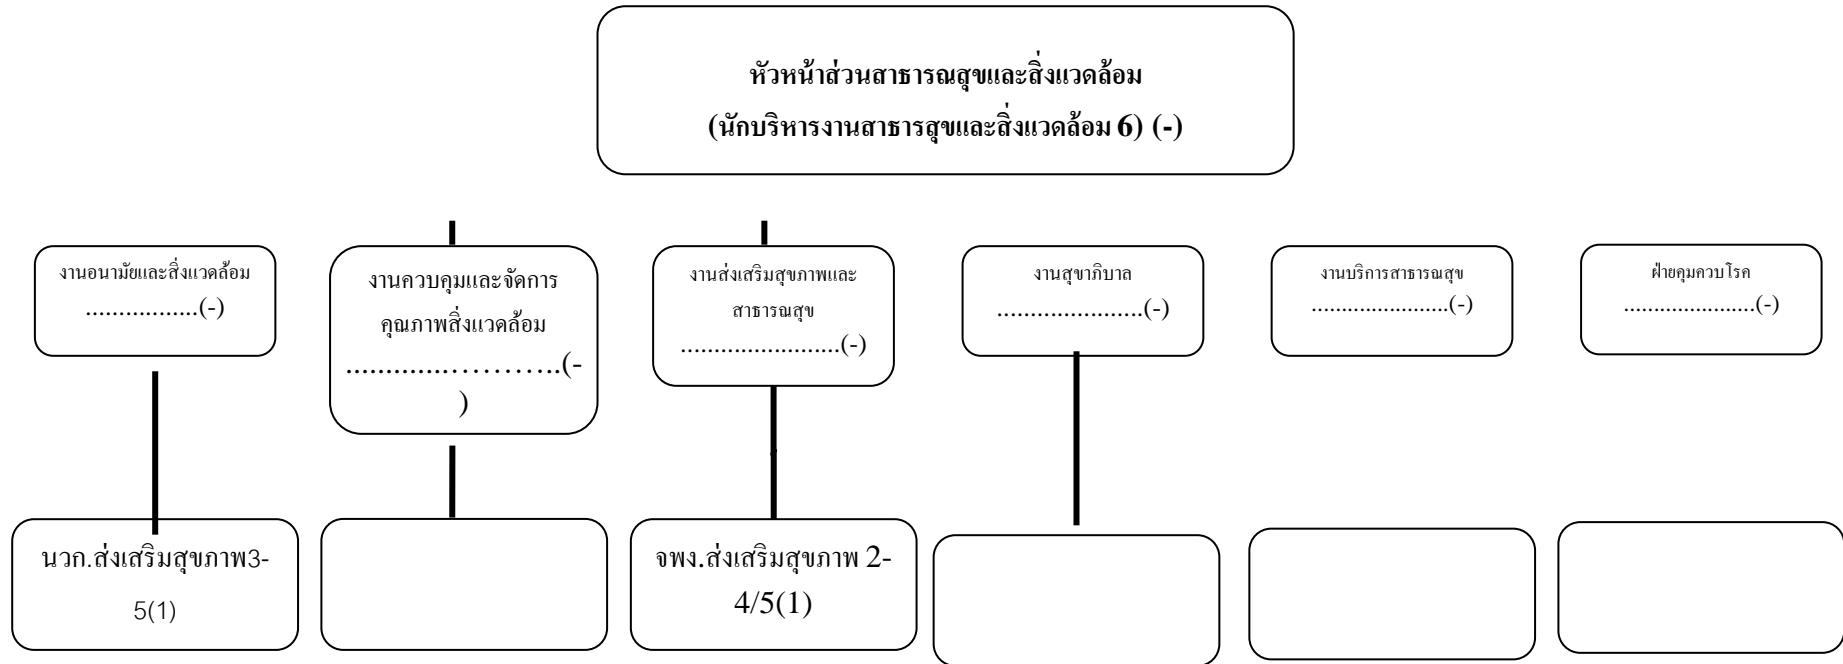 หัวหน้าส่วนสาธารณสุขและสิ่งแวดล้อม
(นักบริหารงานสาธารสุขและสิ่งแวดล้อม 6) (-)
งานอนามัยและสิ่งแวดล้อม
.................(-)
งานควบคุมและจัดการ
คุณภาพสิ่งแวดล้อม
.............………..(-
)
งานส่งเสริมสุขภาพและ
สาธารณสุข
........................(-)
งานสุขาภิบาล
......................(-)
งานบริการสาธารณสุข
.......................(-)
ฝ่ายคุมควบโรค
......................(-)
นวก.ส่งเสริมสุขภาพ3-
5(1)
จพง.ส่งเสริมสุขภาพ 2-
4/5(1)